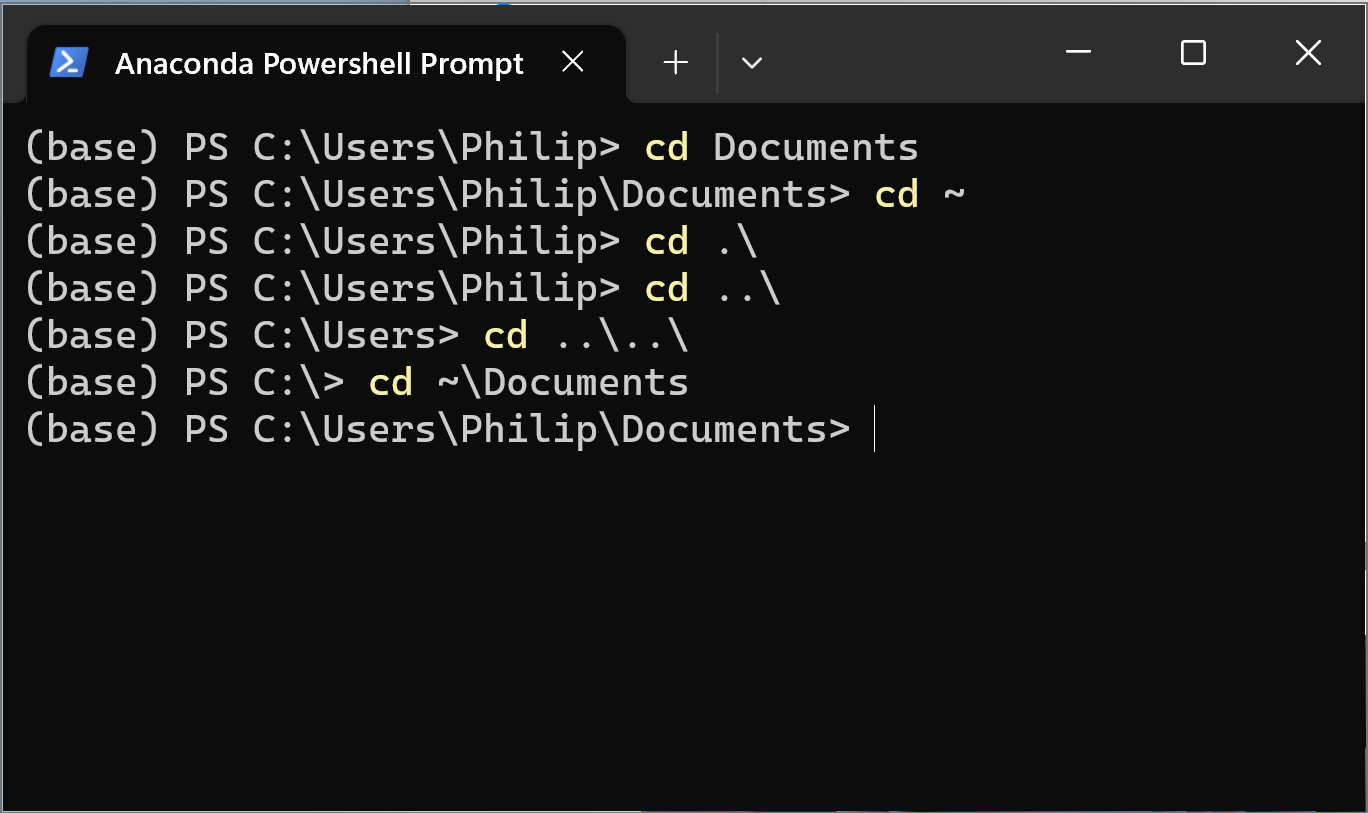 Anaconda Powershell Prompt
(base) PS C:\Users\Philip> cd Documents
(base) PS C:\Users\Philip\Documents> cd ~
(base) PS C:\Users\Philip> cd .\
(base) PS C:\Users\Philip> cd ..\
(base) PS C:\Users> cd ..\..\
(base) PS C:\> cd ~\Documents
(base) PS C:\Users\Philip\Documents>